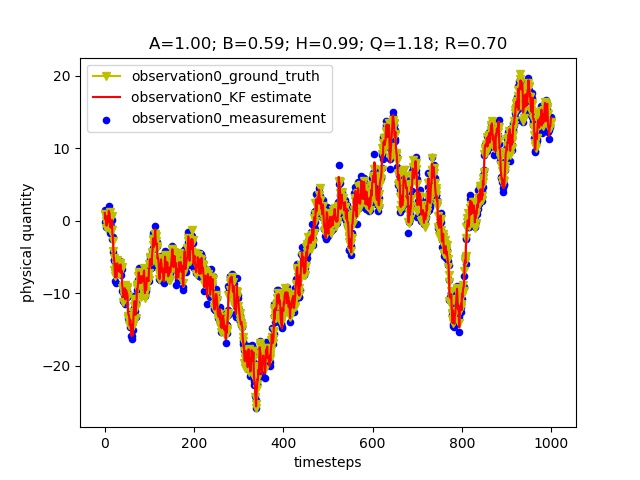 A=1.00; B=0.59; H=0.99; Q=1.18; R=0.70
observation0_ground_truth
observation0_KF estimate
observation0_measurement
20
10
0
−10
−20
physical quantity
0 200 400 600 800 1000
timesteps